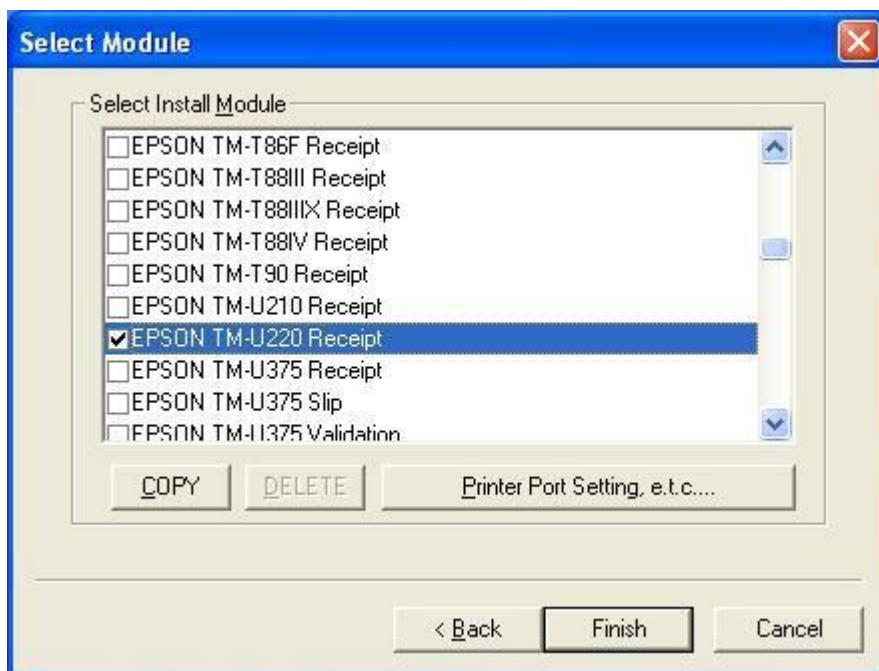 Select Module
Select Install Module
EPSON TM-T86F Receipt
EPSON TM-T88III Receipt
EPSON TM-T88IIIX Receipt
EPSON TM-T88IV Receipt
EPSON TM-T90 Receipt
EPSON TM-U210 Receipt
EPSON TM-U220 Receipt
EPSON TM-U375 Receipt
EPSON TM-U375 Slip
EPSON TM-U375 Validation
COPY DELETE Printer Port Setting, e.t.c....
< Back Finish Cancel